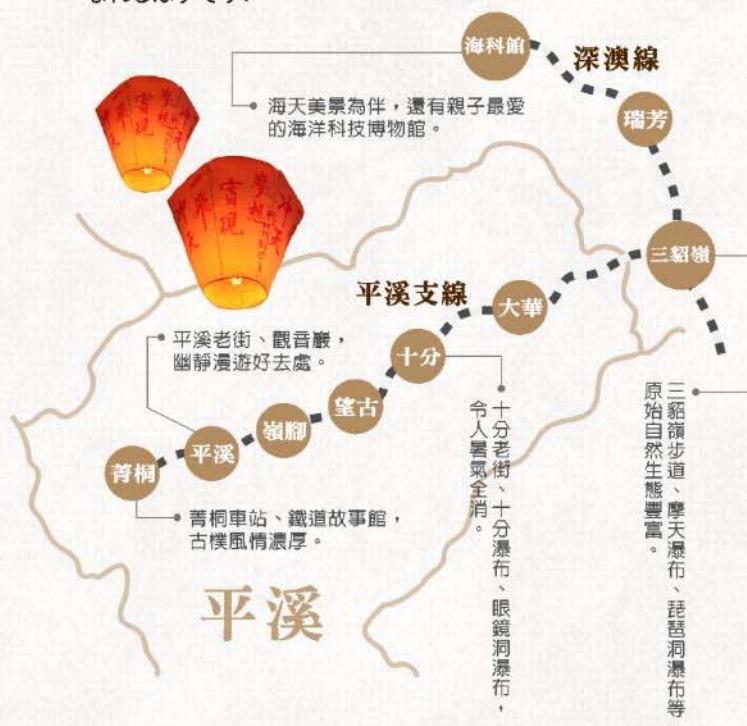 海科館
深澳線
瑞芳
海天美景為伴，還有親子最愛
的海洋科技博物館。
三貂嶺
平溪支線
大華
十分
平溪老街、觀音巖，
幽靜漫遊好去處。
望古
嶺腳
平溪
菁桐
菁桐車站、鐵道故事館，
古樸風情濃厚。
三貂嶺步道、摩天瀑布、琵琶洞瀑布等
原始自然生態豐富。
十分老街、十分瀑布、眼鏡洞瀑布，
令人暑氣全消。
平溪
實現
夢想
實現